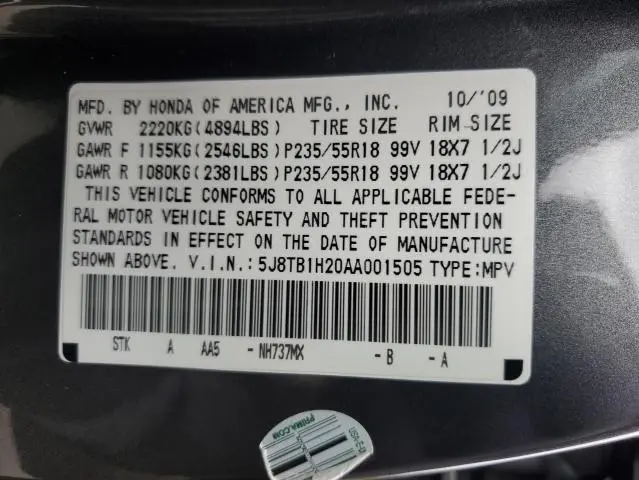 MFD. BY HONDA OF AMERICA MFG., INC. 10/'09
GVWR 2220KG(4894LBS) TIRE SIZE RIM-SIZE
GAWR F 1155KG(2546LBS)P235/55R18 99V 18X7 1/2J
GAWR R 1080KG(2381LBS)P235/55R18 99V 18X7 1/2J
THIS VEHICLE CONFORMS TO ALL APPLICABLE FEDE-
RAL MOTOR VEHICLE SAFETY AND THEFT PREVENTION
STANDARDS IN EFFECT ON THE DATE OF MANUFACTURE
SHOWN ABOVE. V.I.N.:5J8TB1H20AA001505 TYPE:MPV
STK A AA5 -NH737MX -B -A
PRIMA.COM